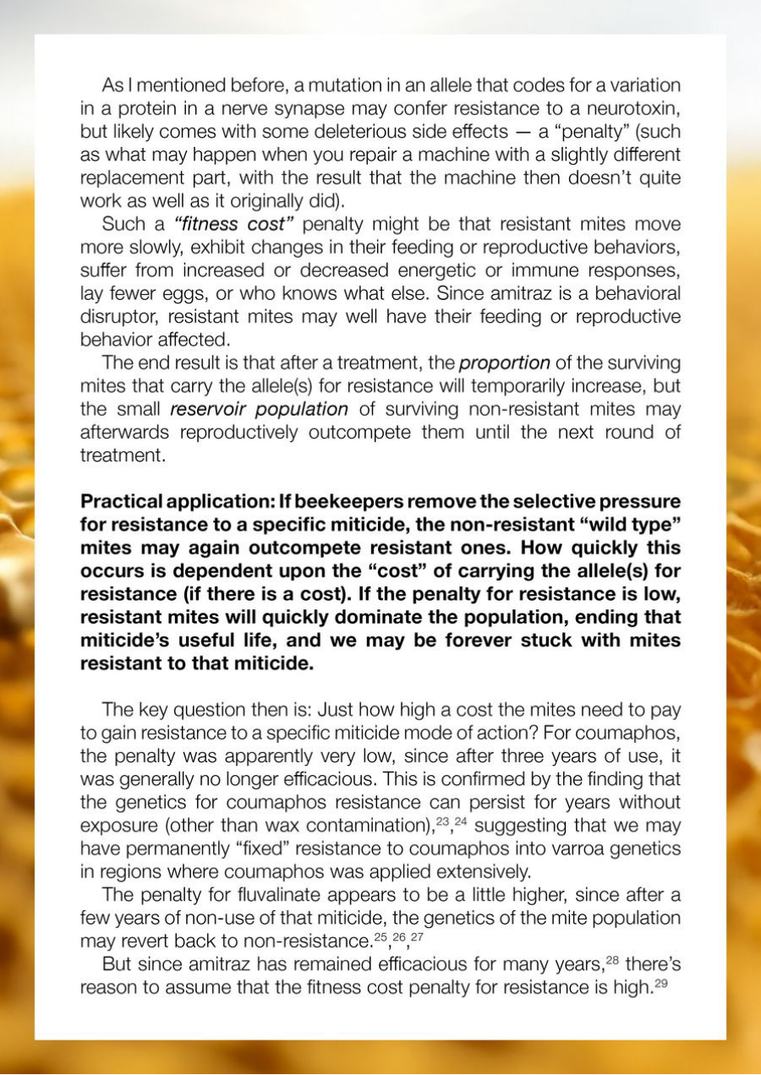 As I mentioned before, a mutation in an allele that codes for a variation
in a protein in a nerve synapse may confer resistance to a neurotoxin,
but likely comes with some deleterious side effects — a “penalty” (such
as what may happen when you repair a machine with a slightly different
replacement part, with the result that the machine then doesn’t quite
work as well as it originally did).
Such a “fitness cost” penalty might be that resistant mites move
more slowly, exhibit changes in their feeding or reproductive behaviors,
suffer from increased or decreased energetic or immune responses,
lay fewer eggs, or who knows what else. Since amitraz is a behavioral
disruptor, resistant mites may well have their feeding or reproductive
behavior affected.
The end result is that after a treatment, the proportion of the surviving
mites that carry the allele(s) for resistance will temporarily increase, but
the small reservoir population of surviving non-resistant mites may
afterwards reproductively outcompete them until the next round of
treatment.
Practical application: If beekeepers remove the selective pressure
for resistance to a specific miticide, the non-resistant “wild type”
mites may again outcompete resistant ones. How quickly this
occurs is dependent upon the “cost” of carrying the allele(s) for
resistance (if there is a cost). If the penalty for resistance is low,
resistant mites will quickly dominate the population, ending that
miticide’s useful life, and we may be forever stuck with mites
resistant to that miticide.
The key question then is: Just how high a cost the mites need to pay
to gain resistance to a specific miticide mode of action? For coumaphos,
the penalty was apparently very low, since after three years of use, it
was generally no longer efficacious. This is confirmed by the finding that
the genetics for coumaphos resistance can persist for years without
exposure (other than wax contamination),²³,²⁴ suggesting that we may
have permanently “fixed” resistance to coumaphos into varroa genetics
in regions where coumaphos was applied extensively.
The penalty for fluvalinate appears to be a little higher, since after a
few years of non-use of that miticide, the genetics of the mite population
may revert back to non-resistance.²⁵,²⁶,²⁷
But since amitraz has remained efficacious for many years,²⁸ there’s
reason to assume that the fitness cost penalty for resistance is high.²⁹